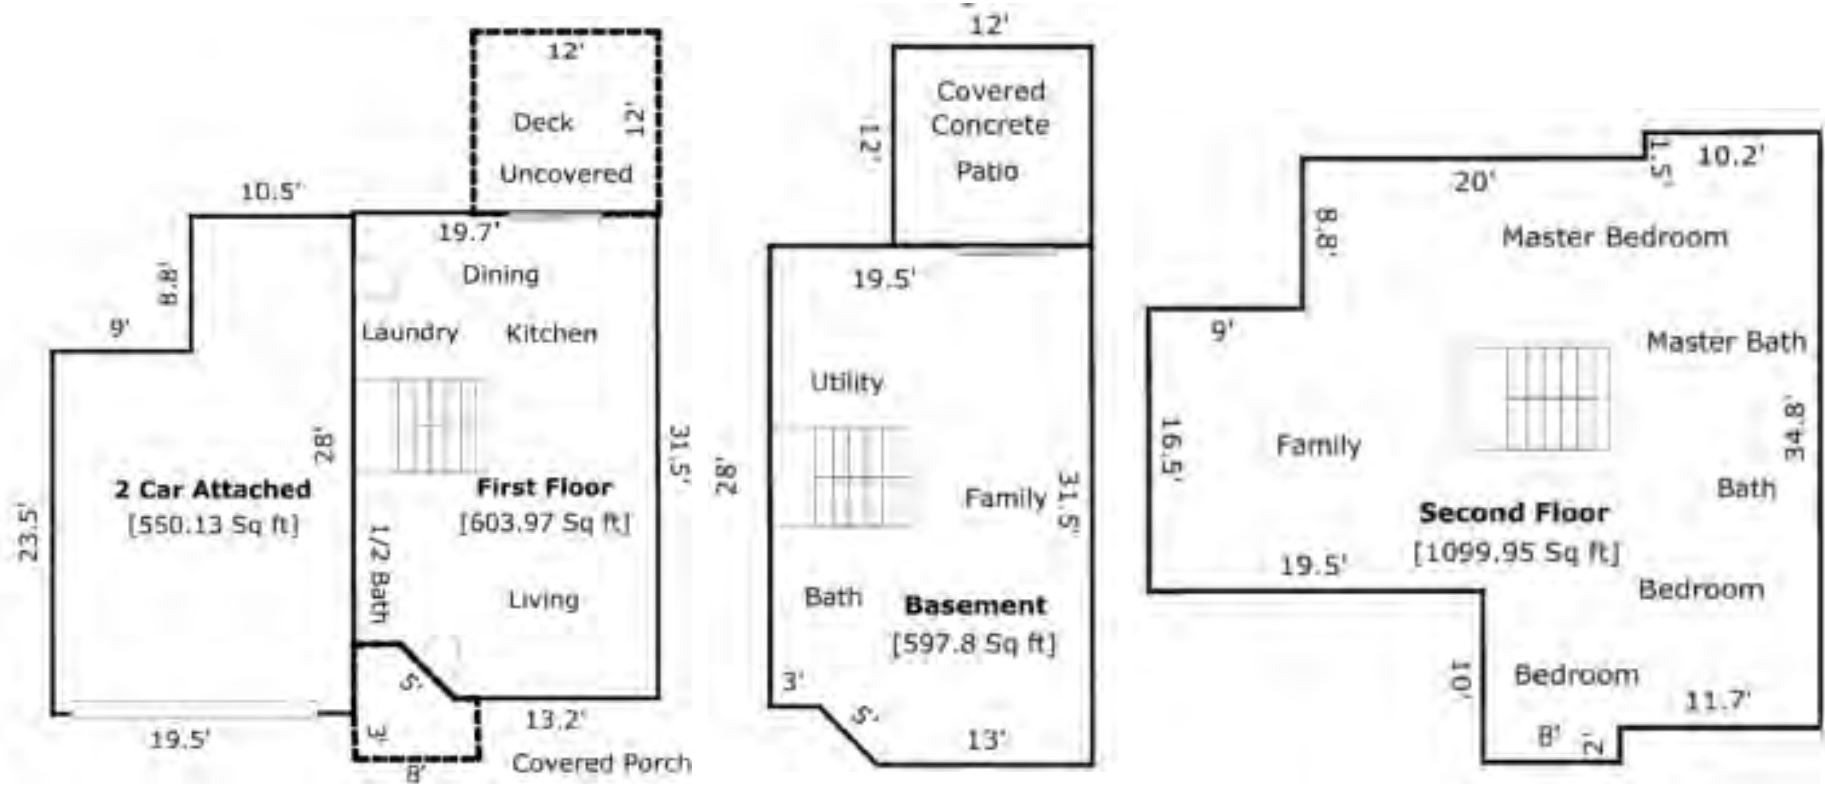 12'
Deck
12'
Uncovered
10.5'
19.7'
8.8'
Dining
9'
Laundry
Kitchen
28'
31.5'
2 Car Attached
[550.13 Sq ft]
First Floor
[603.97 Sq ft]
23.5'
1/2 Bath
Living
5'
19.5'
3'
13.2'
8'
Covered Porch
12'
Covered
Concrete
Patio
12'
19.5'
Utility
28'
Family
31.5'
Bath
Basement
[597.8 Sq ft]
3'
5'
13'
1.5'
10.2'
20'
8.8'
Master Bedroom
9'
Master Bath
16.5'
Family
34.8'
Bath
Second Floor
[1099.95 Sq ft]
19.5'
Bedroom
10'
Bedroom
11.7'
8'
2'